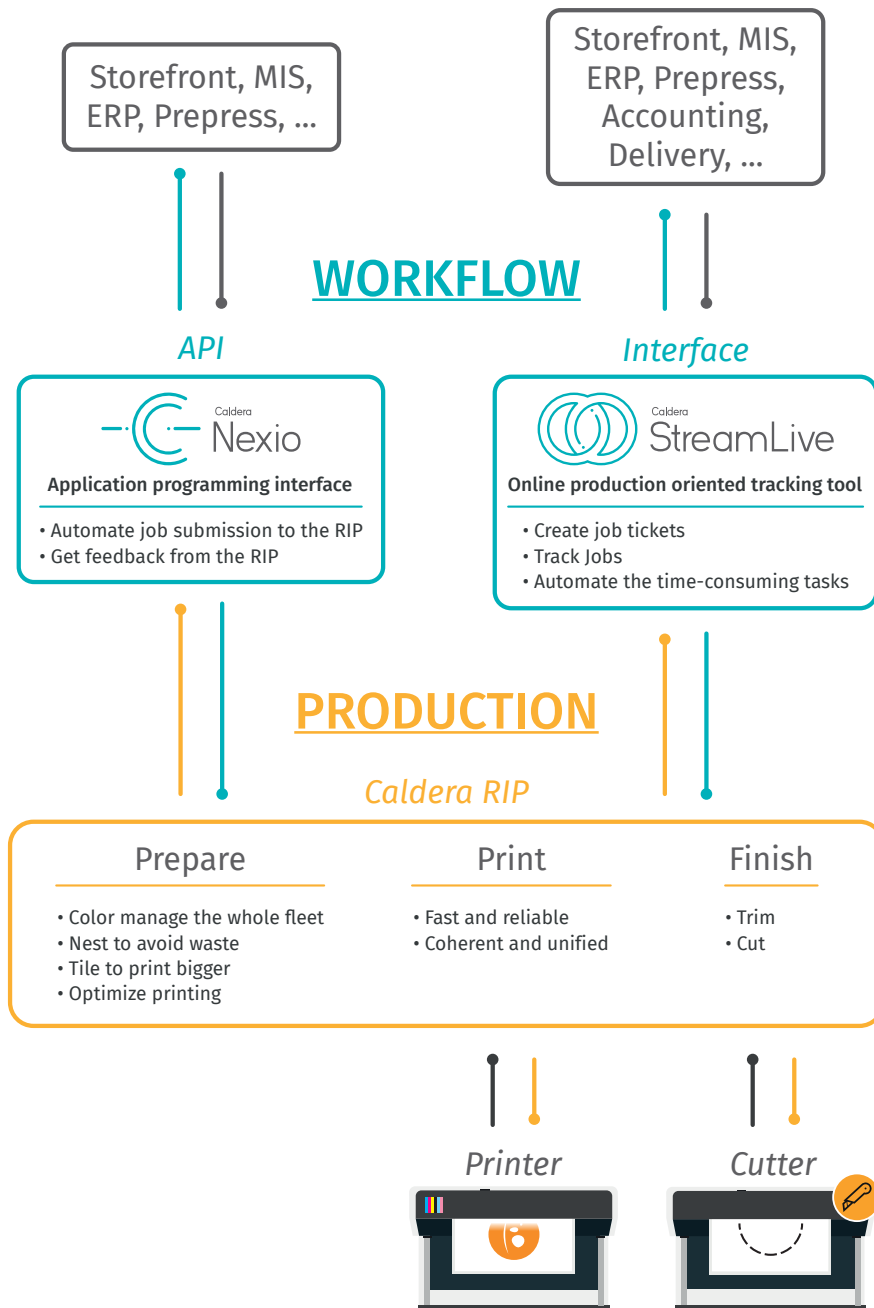 Storefront, MIS,
ERP, Prepress, ...
Storefront, MIS,
ERP, Prepress,
Accounting,
Delivery, ...
WORKFLOW
API
Caldera
Nexio
Application programming interface
• Automate job submission to the RIP
• Get feedback from the RIP
Interface
Caldera
StreamLive
Online production oriented tracking tool
• Create job tickets
• Track Jobs
• Automate the time-consuming tasks
PRODUCTION
Caldera RIP
Prepare
• Color manage the whole fleet
• Nest to avoid waste
• Tile to print bigger
• Optimize printing
Print
• Fast and reliable
• Coherent and unified
Finish
• Trim
• Cut
Printer
Cutter